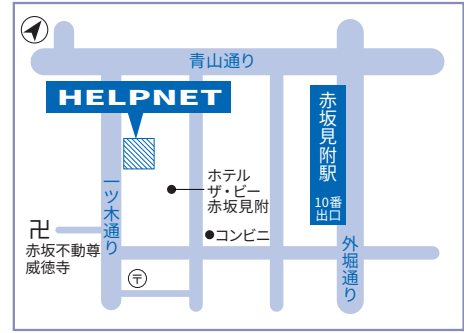 青山通り
HELPNET
赤坂見附駅
10番
出口
ホテル
ザ・ビー
赤坂見附
コンビニ
一ツ木通り
卍
赤坂不動尊
威徳寺
〒
外堀通り